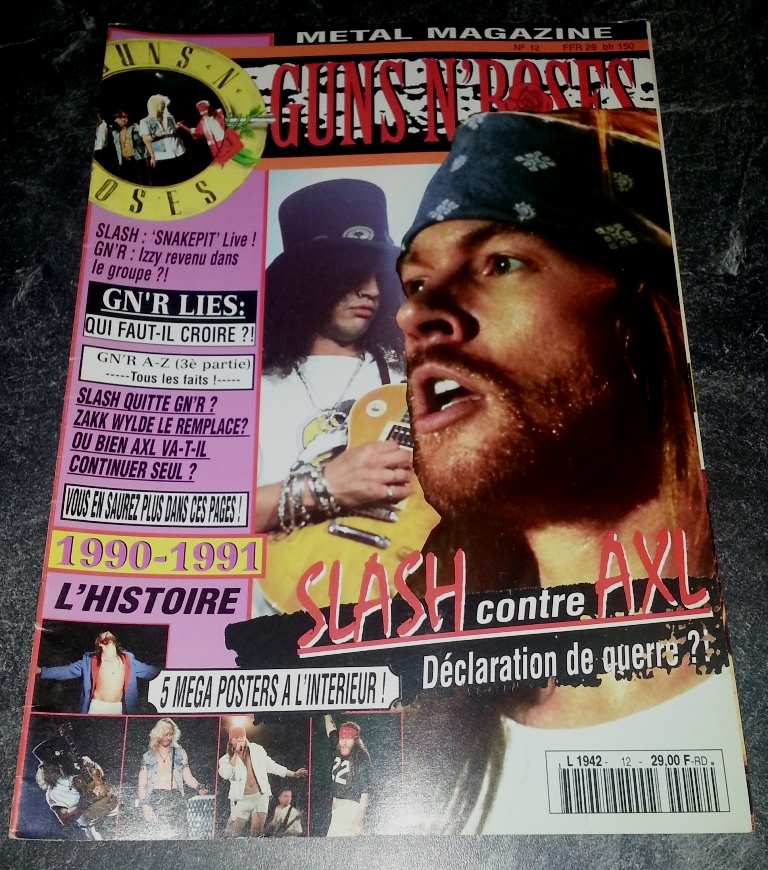 METAL MAGAZINE
N° 12 FFR 29 bfr 150
GUNS N'ROSES
GUNS · N ·
ROSES
SLASH : 'SNAKEPIT' Live !
GN'R : Izzy revenu dans
le groupe ?!
GN'R LIES:
QUI FAUT-IL CROIRE ?!
GN'R A-Z (3è partie)
-----Tous les faits !-----
SLASH QUITTE GN'R ?
ZAKK WYLDE LE REMPLACE?
OU BIEN AXL VA-T-IL
CONTINUER SEUL ?
VOUS EN SAUREZ PLUS DANS CES PAGES !
1990-1991
L'HISTOIRE
SLASH contre AXL
Déclaration de guerre ?!
5 MEGA POSTERS A L'INTERIEUR !
22
L 1942 - 12 - 29,00 F-RD